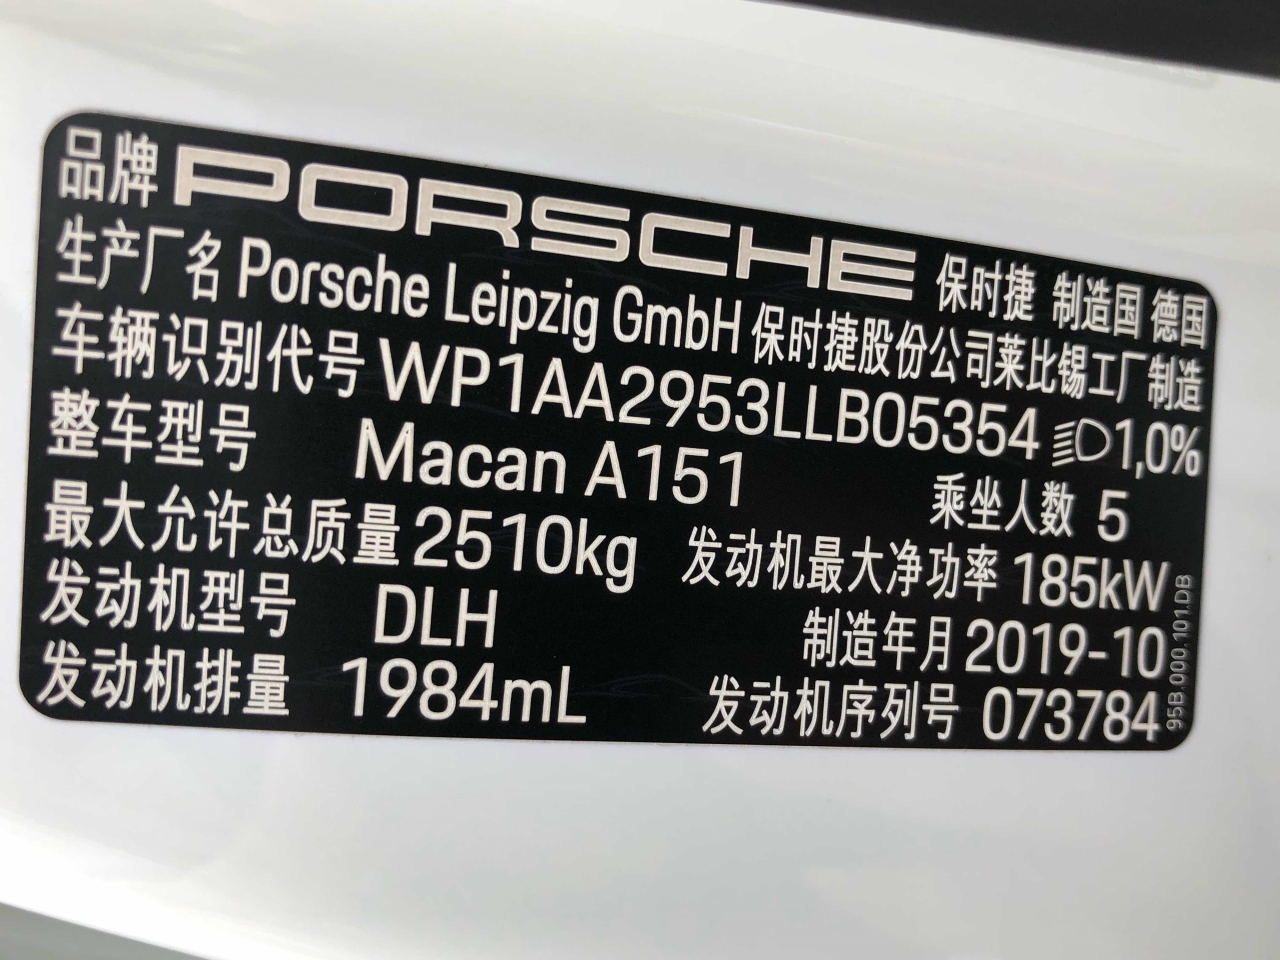 品牌 PORSCHE 保时捷 制造国 德国
生产厂名 Porsche Leipzig GmbH 保时捷股份公司莱比锡工厂制造
车辆识别代号 WP1AA2953LLB05354 1,0%
整车型号 Macan A151 乘坐人数 5
最大允许总质量 2510kg 发动机最大净功率 185kW
发动机型号 DLH 制造年月 2019-10
发动机排量 1984mL 发动机序列号 073784
95B.000.101.DB